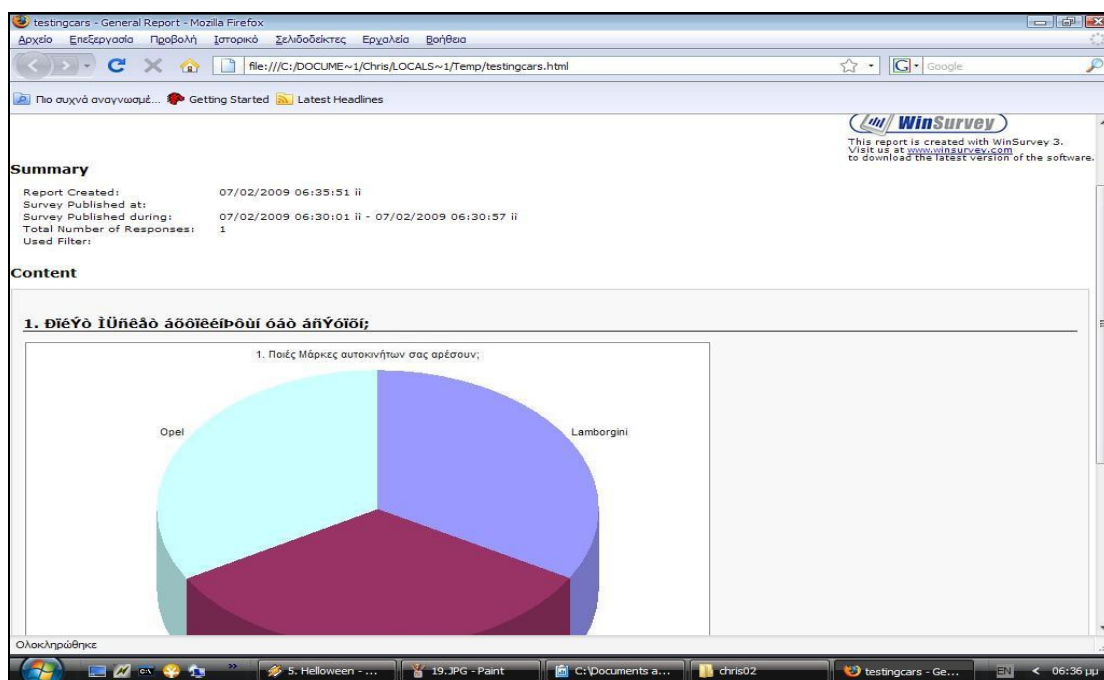 testingcars - General Report - Mozilla Firefox
Αρχείο Επεξεργασία Προβολή Ιστορικό Σελιδοδείκτες Εργαλεία Βοήθεια
file:///C:/DOCUME~1/Chris/LOCALS~1/Temp/testingcars.html
G Google
Πιο συχνά αναγνωσμέ... Getting Started Latest Headlines
WinSurvey
This report is created with WinSurvey 3.
Visit us at www.winsurvey.com
to download the latest version of the software.
Summary
Report Created: 07/02/2009 06:35:51 ìì
Survey Published at:
Survey Published during: 07/02/2009 06:30:01 ìì - 07/02/2009 06:30:57 ìì
Total Number of Responses: 1
Used Filter:
Content
1. ÐïéÝò ÌÜñêåò áõôïêéíÞôùí óáò áñÝóïõí;
1. Ποιές Μάρκες αυτοκινήτων σας αρέσουν;
Opel
Lamborgini
Ολοκληρώθηκε
5. Helloween - ...
19.JPG - Paint
C:\Documents a...
chris02
testingcars - Ge...
EN
06:36 μμ